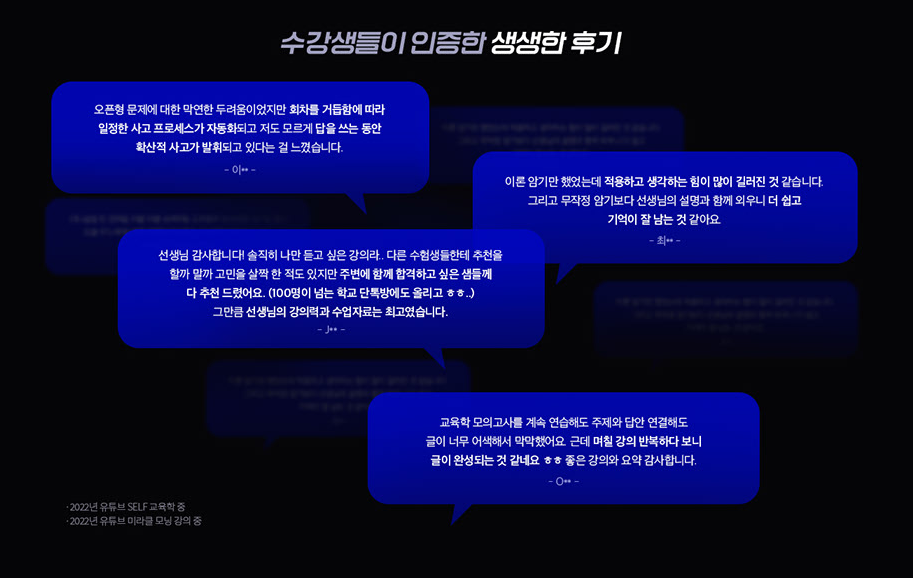 수강생들이 인증한 생생한 후기
오픈형 문제에 대한 막연한 두려움이었지만 회차를 거듭함에 따라
일정한 사고 프로세스가 자동화되고 저도 모르게 답을 쓰는 동안
확산적 사고가 발휘되고 있다는 걸 느꼈습니다.
- 이** -
이론 암기만 했었는데 적용하고 생각하는 힘이 많이 길러진 것 같습니다.
그리고 무작정 암기보다 선생님의 설명과 함께 외우니 더 쉽고
기억이 잘 남는 것 같아요.
- 최** -
선생님 감사합니다! 솔직히 나만 듣고 싶은 강의라.. 다른 수험생들한테 추천을
할까 말까 고민을 살짝 한 적도 있지만 주변에 함께 합격하고 싶은 샘들께
다 추천 드렸어요. (100명이 넘는 학교 단톡방에도 올리고 ㅎㅎ..)
그만큼 선생님의 강의력과 수업자료는 최고였습니다.
- J** -
교육학 모의고사를 계속 연습해도 주제와 답안 연결해도
글이 너무 어색해서 막막했어요. 근데 며칠 강의 반복하다 보니
글이 완성되는 것 같네요 ㅎㅎ 좋은 강의와 요약 감사합니다.
- O** -
· 2022년 유튜브 SELF 교육학 중
· 2022년 유튜브 미라클 모닝 강의 중